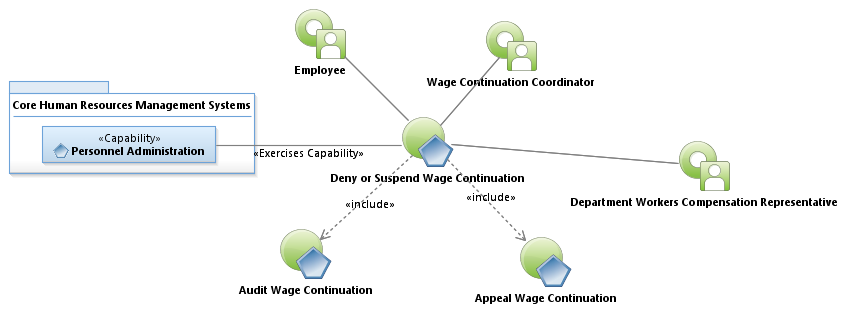 Employee
Wage Continuation Coordinator
Core Human Resources Management Systems
«Capability»
Personnel Administration
«Exercises Capability»
Deny or Suspend Wage Continuation
Department Workers Compensation Representative
«include»
«include»
Audit Wage Continuation
Appeal Wage Continuation